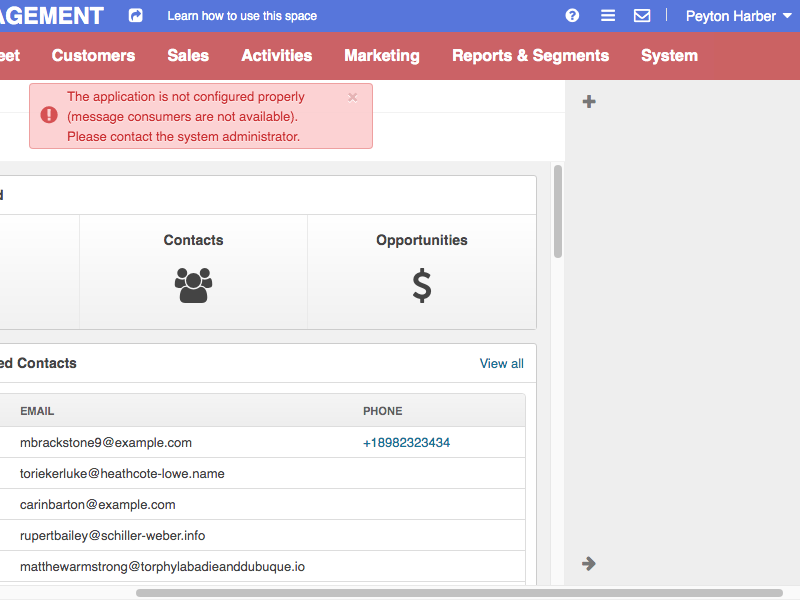 AGEMENT Learn how to use this space Peyton Harber
eet Customers Sales Activities Marketing Reports & Segments System
The application is not configured properly
(message consumers are not available).
Please contact the system administrator.
d
Contacts Opportunities
ed Contacts View all
EMAIL PHONE
mbrackstone9@example.com +18982323434
toriekerluke@heathcote-lowe.name
carinbarton@example.com
rupertbailey@schiller-weber.info
matthewarmstrong@torphylabadieanddubuque.io